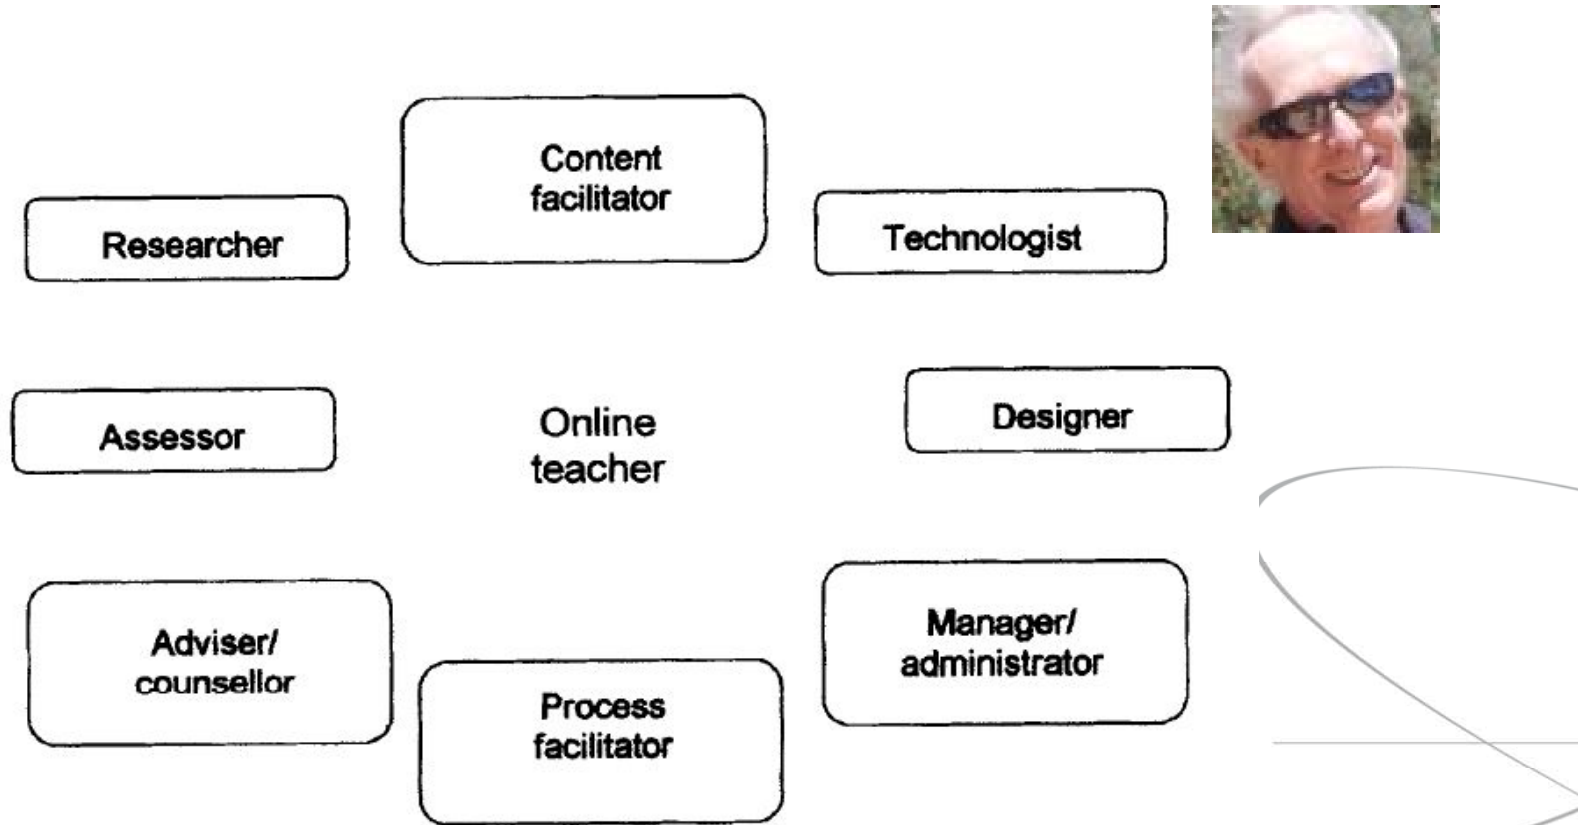 Content
facilitator
Researcher
Technologist
Assessor
Online
teacher
Designer
Adviser/
counsellor
Process
facilitator
Manager/
administrator